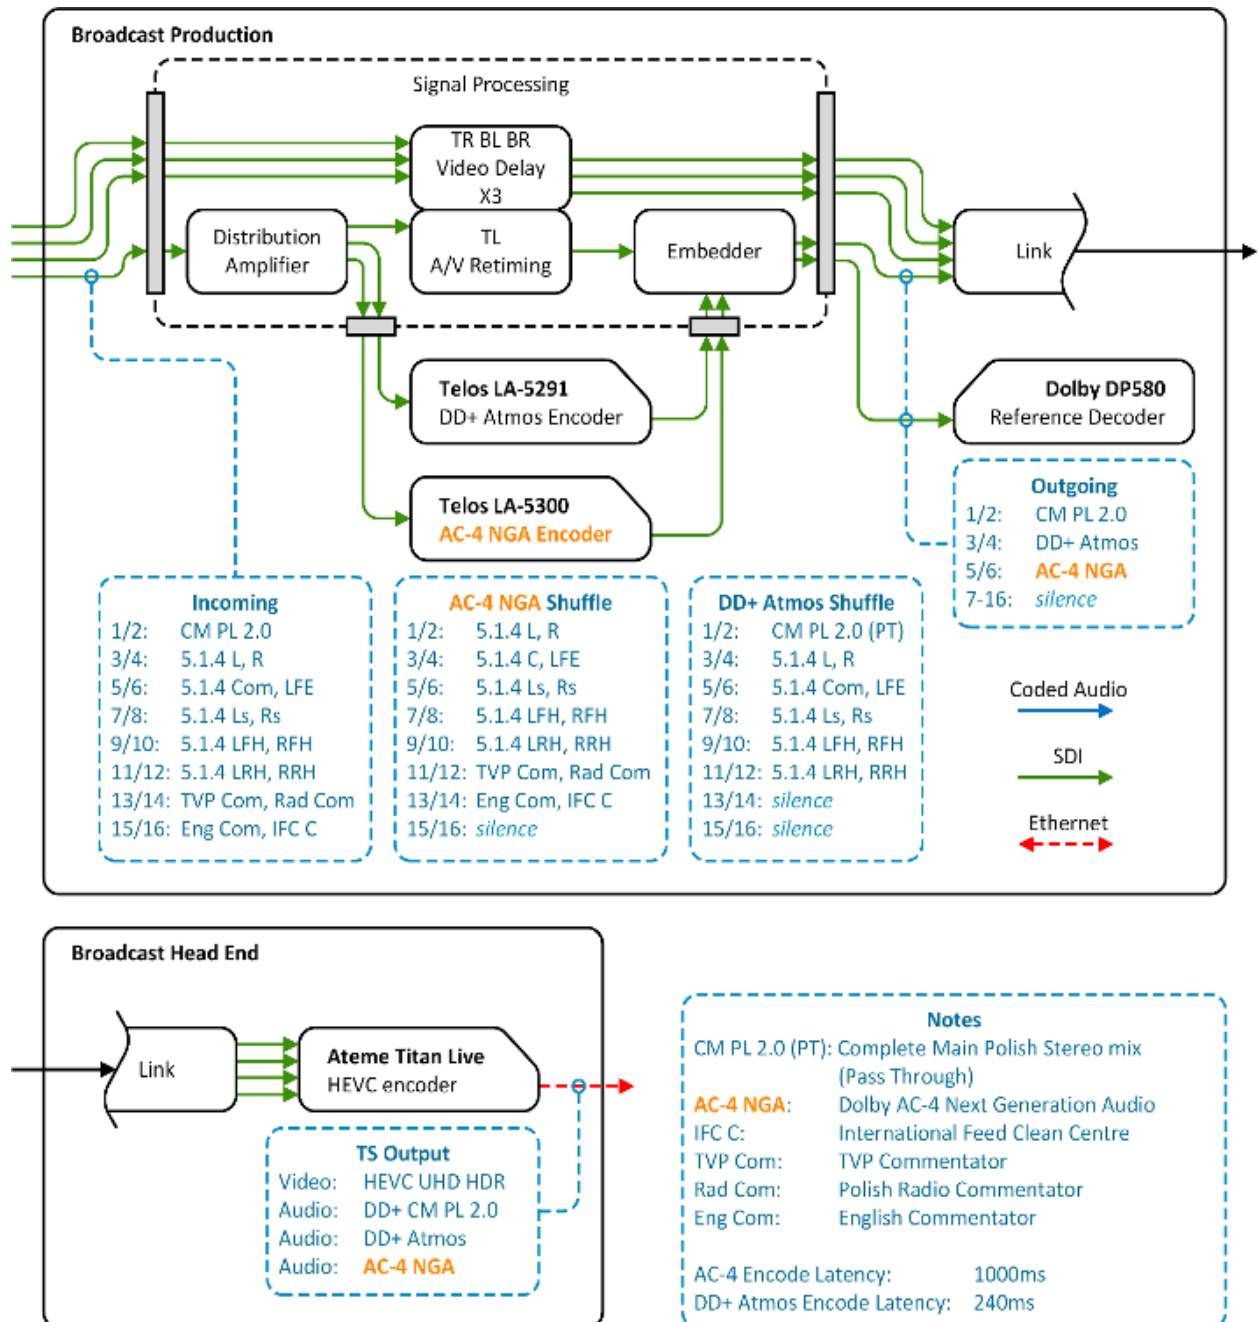 Broadcast Production
Signal Processing
TR BL BR
Video Delay
X3
Distribution
Amplifier
TL
A/V Retiming
Embedder
Link
Telos LA-5291
DD+ Atmos Encoder
Dolby DP580
Reference Decoder
Telos LA-5300
AC-4 NGA Encoder
Outgoing
1/2: CM PL 2.0
3/4: DD+ Atmos
5/6: AC-4 NGA
7-16: silence
Incoming
1/2: CM PL 2.0
3/4: 5.1.4 L, R
5/6: 5.1.4 Com, LFE
7/8: 5.1.4 Ls, Rs
9/10: 5.1.4 LFH, RFH
11/12: 5.1.4 LRH, RRH
13/14: TVP Com, Rad Com
15/16: Eng Com, IFC C
AC-4 NGA Shuffle
1/2: 5.1.4 L, R
3/4: 5.1.4 C, LFE
5/6: 5.1.4 Ls, Rs
7/8: 5.1.4 LFH, RFH
9/10: 5.1.4 LRH, RRH
11/12: TVP Com, Rad Com
13/14: Eng Com, IFC C
15/16: silence
DD+ Atmos Shuffle
1/2: CM PL 2.0 (PT)
3/4: 5.1.4 L, R
5/6: 5.1.4 Com, LFE
7/8: 5.1.4 Ls, Rs
9/10: 5.1.4 LFH, RFH
11/12: 5.1.4 LRH, RRH
13/14: silence
15/16: silence
Coded Audio
SDI
Ethernet
Broadcast Head End
Link
Ateme Titan Live
HEVC encoder
TS Output
Video: HEVC UHD HDR
Audio: DD+ CM PL 2.0
Audio: DD+ Atmos
Audio: AC-4 NGA
Notes
CM PL 2.0 (PT): Complete Main Polish Stereo mix
(Pass Through)
AC-4 NGA: Dolby AC-4 Next Generation Audio
IFC C: International Feed Clean Centre
TVP Com: TVP Commentator
Rad Com: Polish Radio Commentator
Eng Com: English Commentator
AC-4 Encode Latency: 1000ms
DD+ Atmos Encode Latency: 240ms